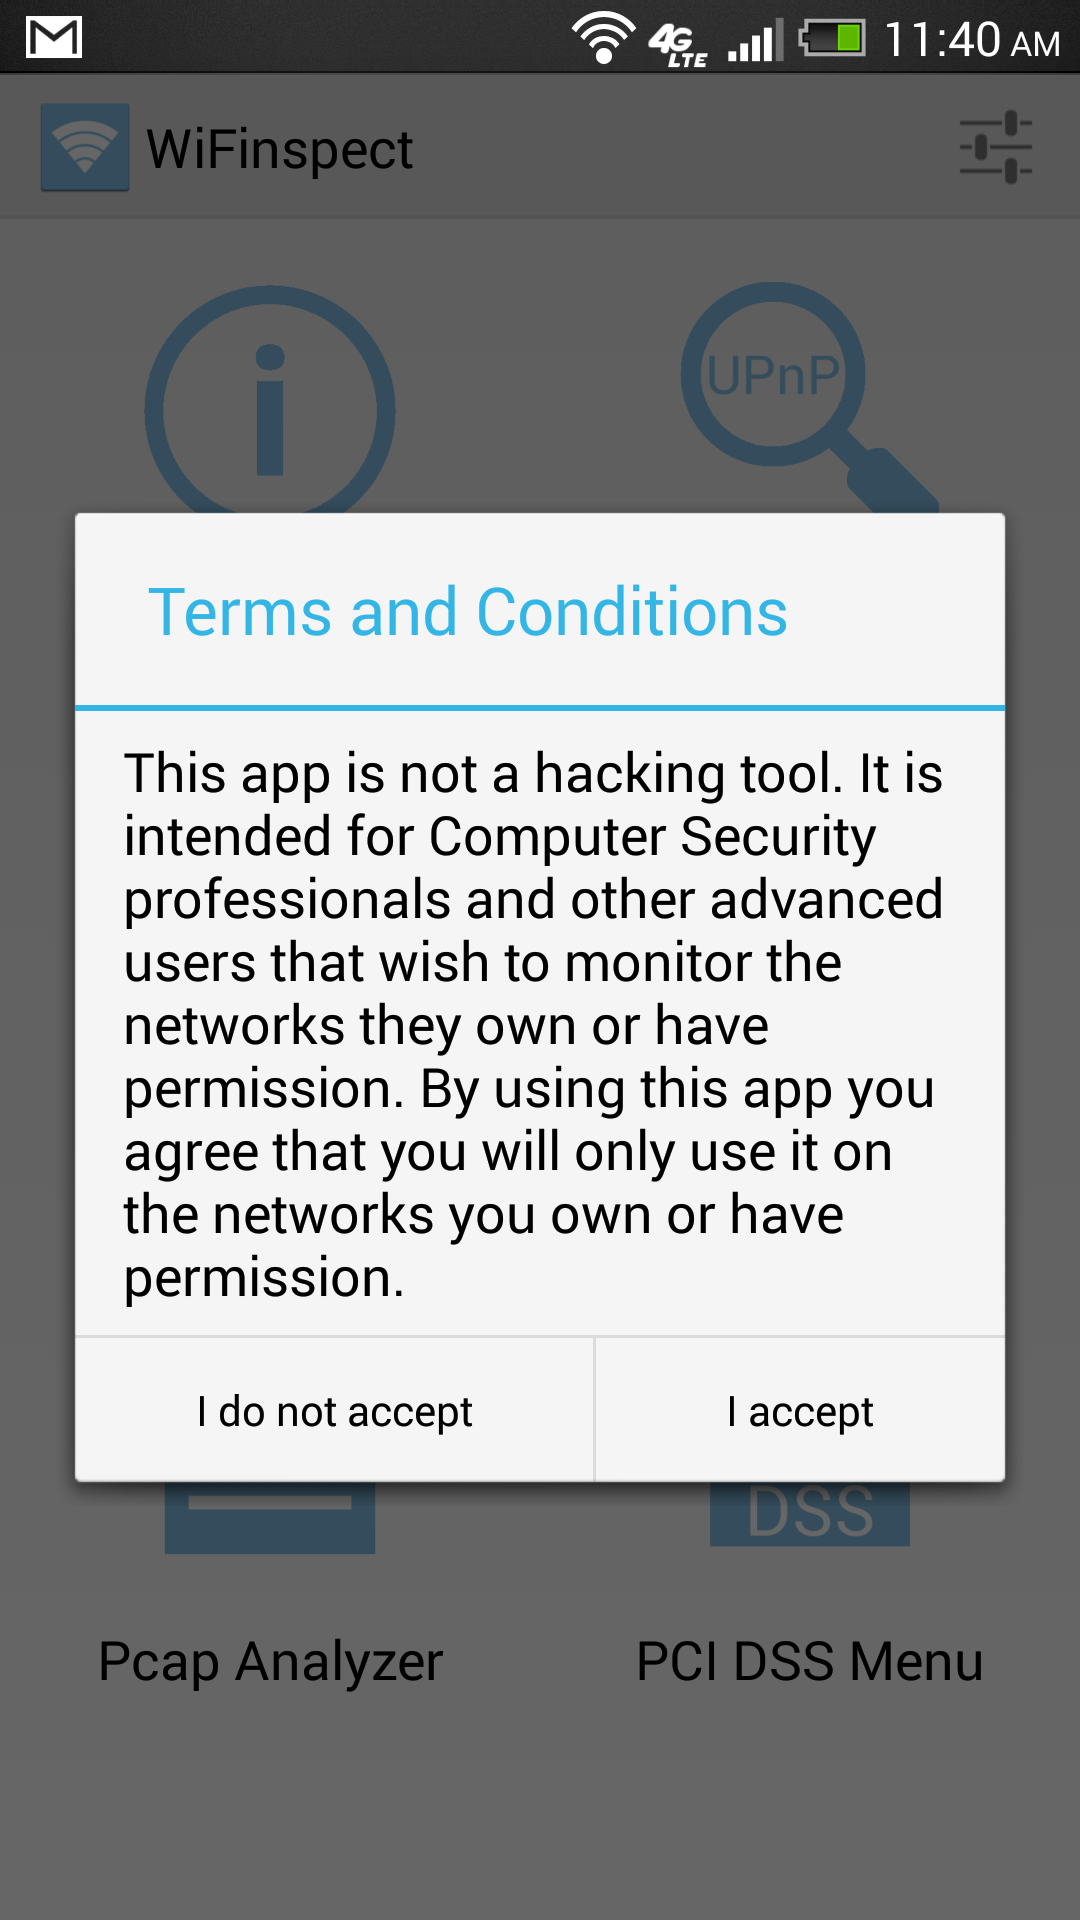 4G LTE 11:40 AM
WiFinspect
i
UPnP
Terms and Conditions
This app is not a hacking tool. It is
intended for Computer Security
professionals and other advanced
users that wish to monitor the
networks they own or have
permission. By using this app you
agree that you will only use it on
the networks you own or have
permission.
I do not accept
I accept
DSS
Pcap Analyzer
PCI DSS Menu